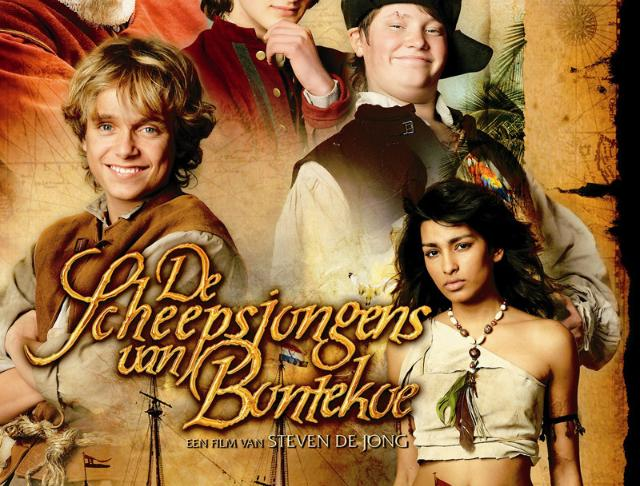 De
Scheepsjongens
van Bontekoe
EEN FILM VAN STEVEN DE JONG